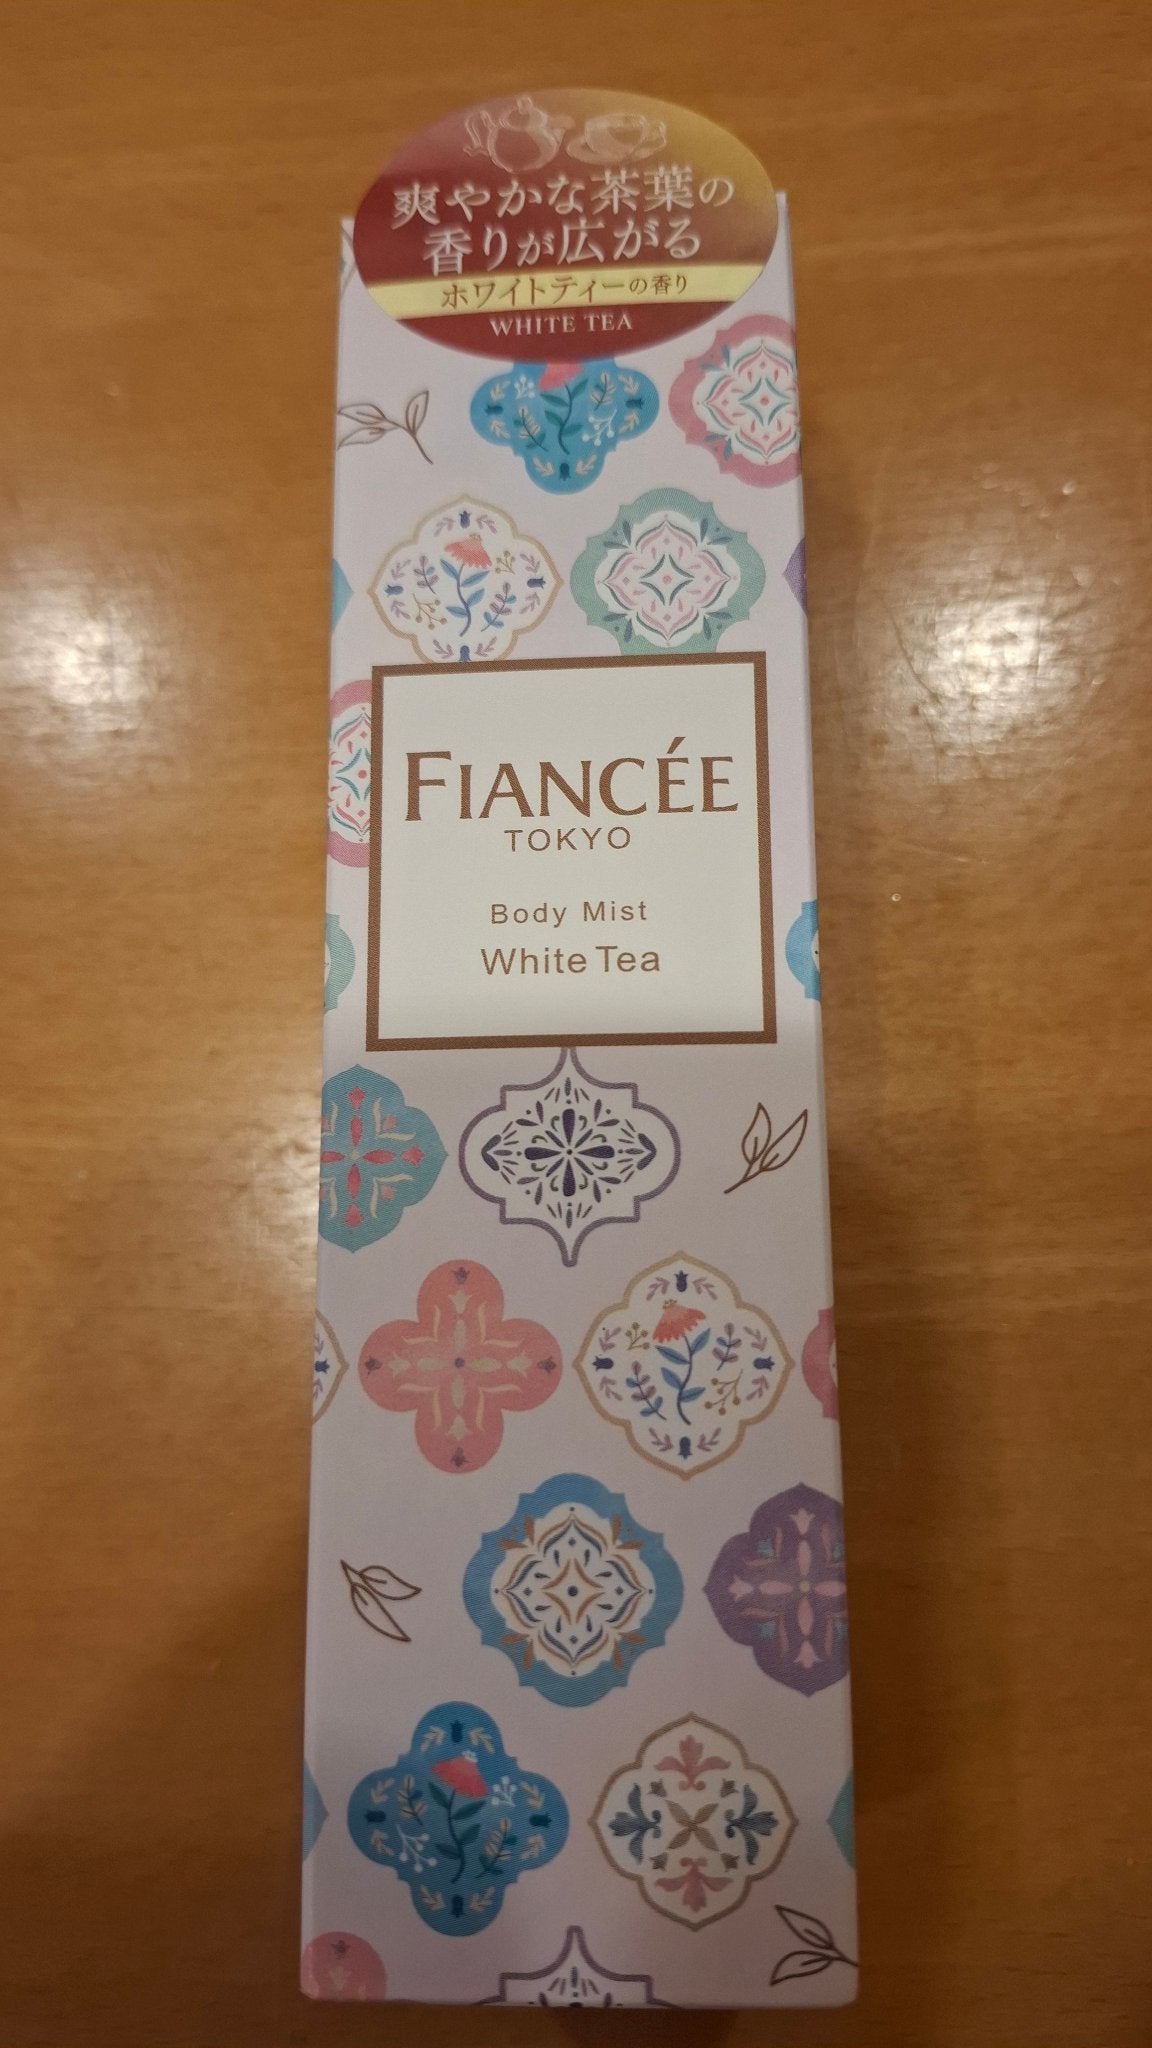 爽やかな茶葉の
香りが広がる
ホワイトティーの香り
WHITE TEA
FIANCÉE
TOKYO
Body Mist
White Tea